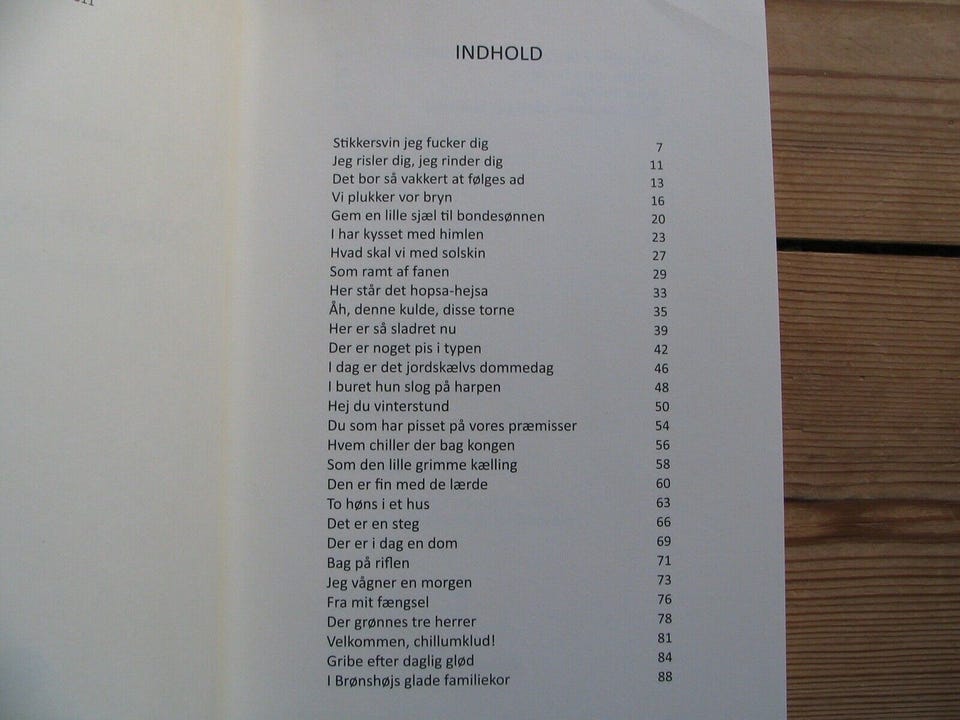 INDHOLD
Stikkersvin jeg fucker dig 7
Jeg risler dig, jeg rinder dig 11
Det bor så vakkert at følges ad 13
Vi plukker vor bryn 16
Gem en lille sjæl til bondesønnen 20
I har kysset med himlen 23
Hvad skal vi med solskin 27
Som ramt af fanen 29
Her står det hopsa-hejsa 33
Åh, denne kulde, disse torne 35
Her er så sladret nu 39
Der er noget pis i typen 42
I dag er det jordskælvs dommedag 46
I buret hun slog på harpen 48
Hej du vinterstund 50
Du som har pisset på vores præmisser 54
Hvem chiller der bag kongen 56
Som den lille grimme kælling 58
Den er fin med de lærde 60
To høns i et hus 63
Det er en steg 66
Der er i dag en dom 69
Bag på riflen 71
Jeg vågner en morgen 73
Fra mit fængsel 76
Der grønnes tre herrer 78
Velkommen, chillumklud! 81
Gribe efter daglig glød 84
I Brønshøjs glade familiekor 88